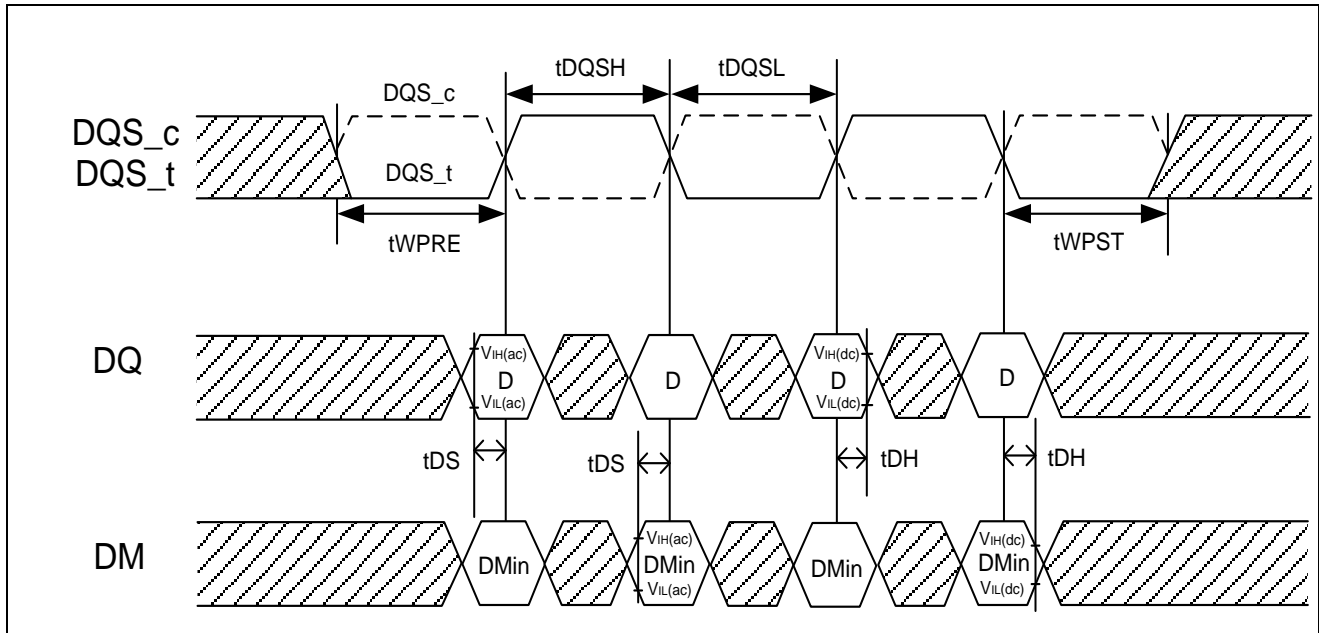 tDQSH tDQSL
DQS_c
DQS_c
DQS_t
DQS_t
tWPRE tWPST
DQ
VIH(ac)
D
VIL(ac)
D
VIH(dc)
D
VIL(dc)
D
tDS tDS tDH tDH
DM
DMin
VIH(ac)
DMin
VIL(ac)
DMin
VIH(dc)
DMin
VIL(dc)